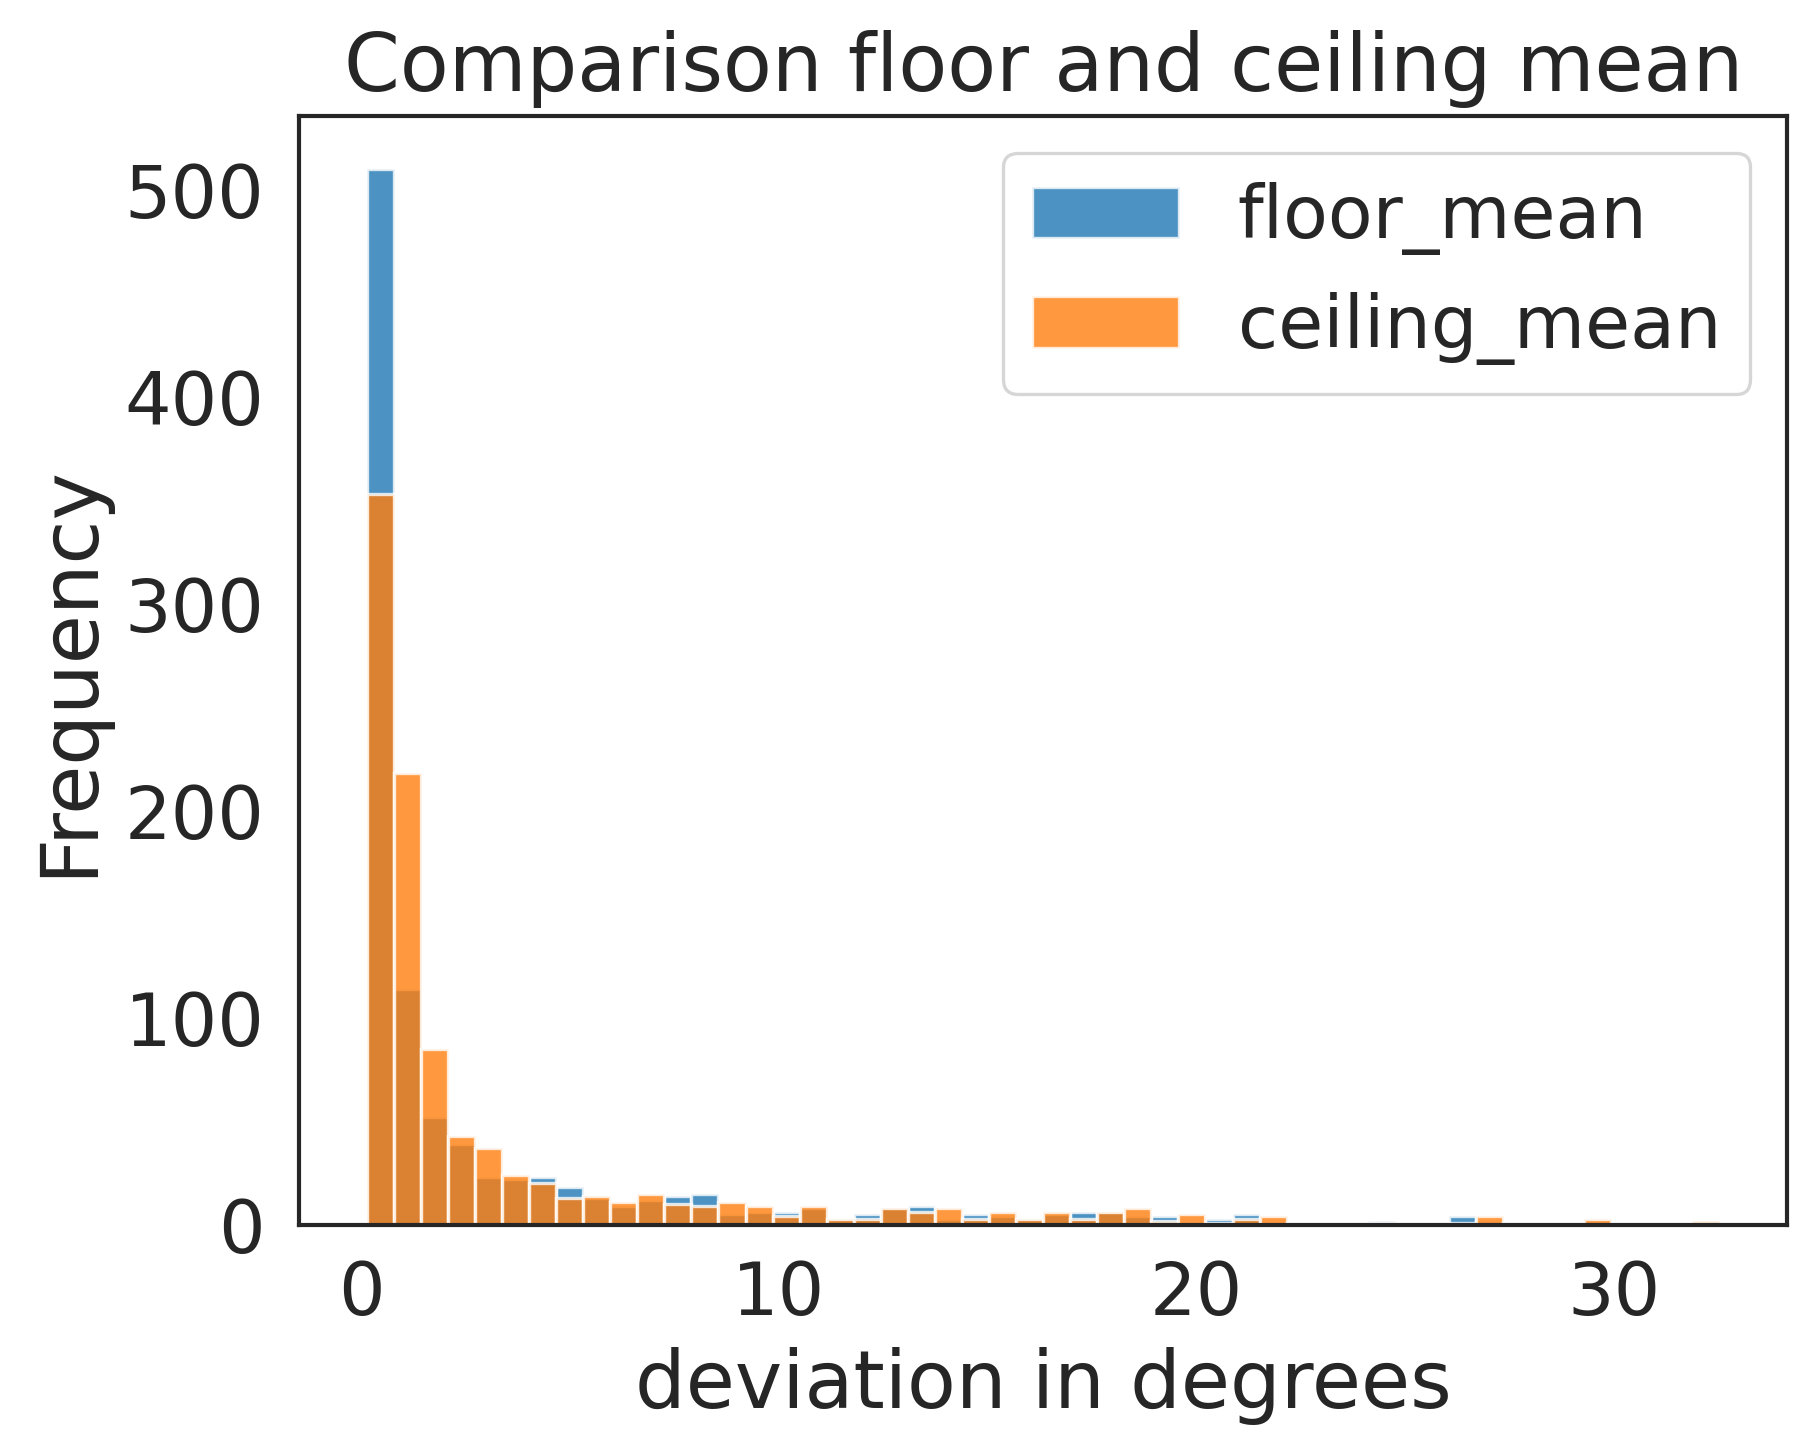 Comparison floor and ceiling mean
floor_mean
ceiling_mean
500
400
300
200
100
0
Frequency
0 10 20 30
deviation in degrees